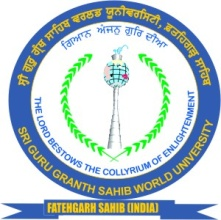 ਸ੍ਰੀ ਗੁਰੂ ਗ੍ਰੰਥ ਸਾਹਿਬ ਵਰਲਡ ਯੂਨੀਵਰਸਿਟੀ, ਫ਼ਤਹਿਗੜ੍ਹ ਸਾਹਿਬ
ਗਿਆਨ ਅੰਜਨੁ ਗੁਰਿ ਦੀਆ
THE LORD BESTOWS THE COLLYRIUM OF ENLIGHTENMENT
SRI GURU GRANTH SAHIB WORLD UNIVERSITY
FATEHGARH SAHIB (INDIA)